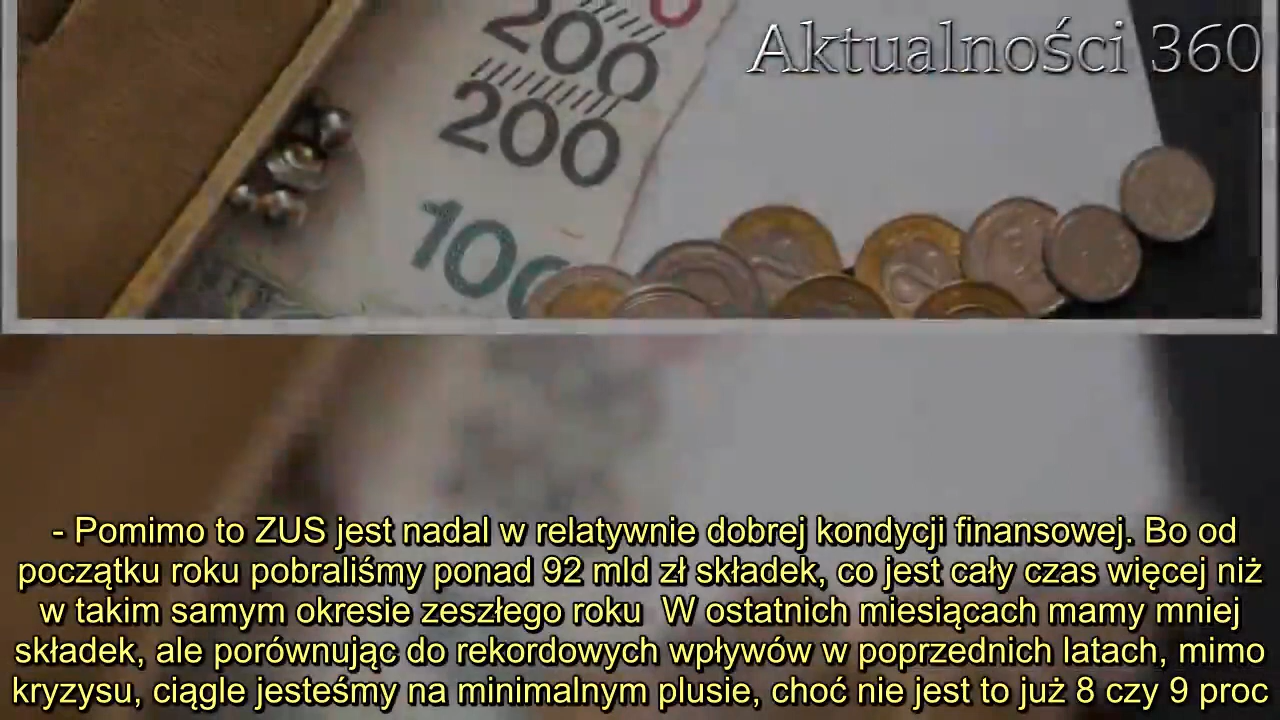 Aktualności 360
200
200
100
- Pomimo to ZUS jest nadal w relatywnie dobrej kondycji finansowej. Bo od
początku roku pobraliśmy ponad 92 mld zł składek, co jest cały czas więcej niż
w takim samym okresie zeszłego roku  W ostatnich miesiącach mamy mniej
składek, ale porównując do rekordowych wpływów w poprzednich latach, mimo
kryzysu, ciągle jesteśmy na minimalnym plusie, choć nie jest to już 8 czy 9 proc